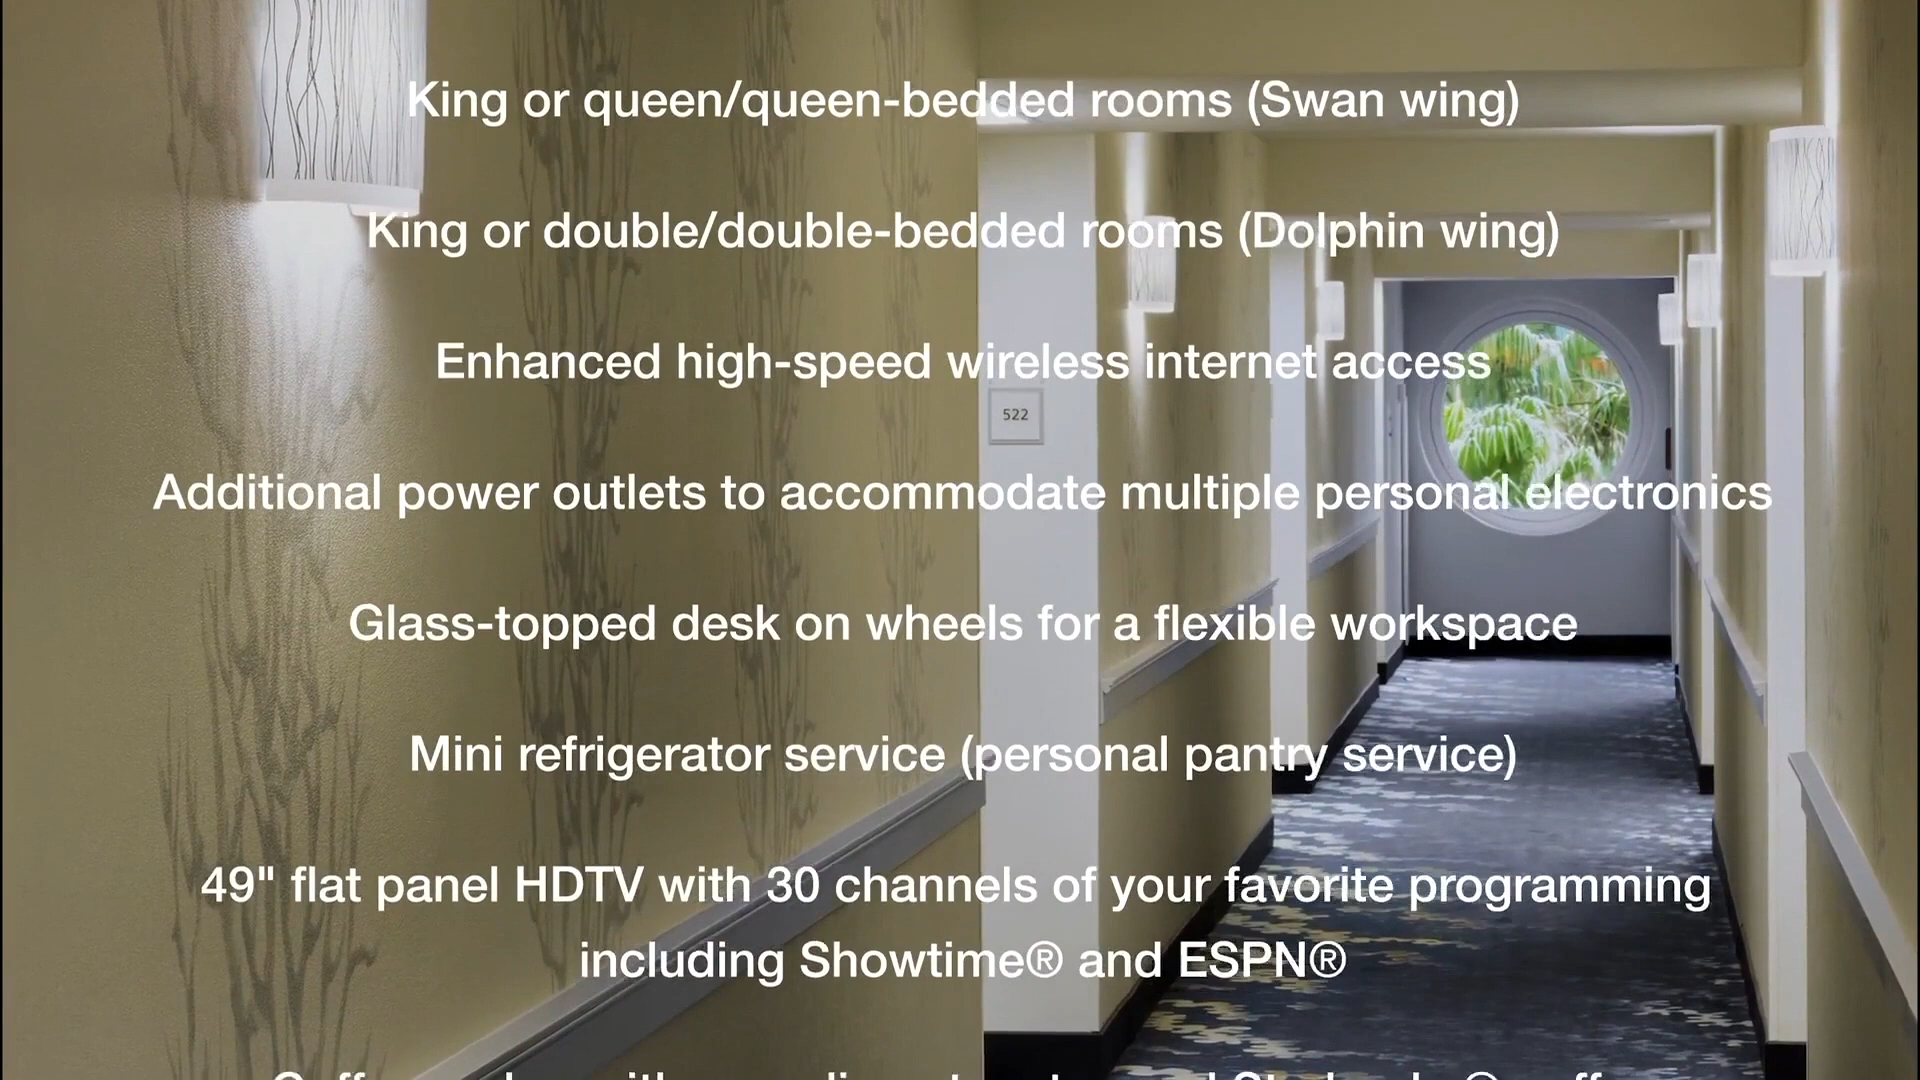 King or queen/queen-bedded rooms (Swan wing)
King or double/double-bedded rooms (Dolphin wing)
Enhanced high-speed wireless internet access
522
Additional power outlets to accommodate multiple personal electronics
Glass-topped desk on wheels for a flexible workspace
Mini refrigerator service (personal pantry service)
49" flat panel HDTV with 30 channels of your favorite programming
including Showtime® and ESPN®